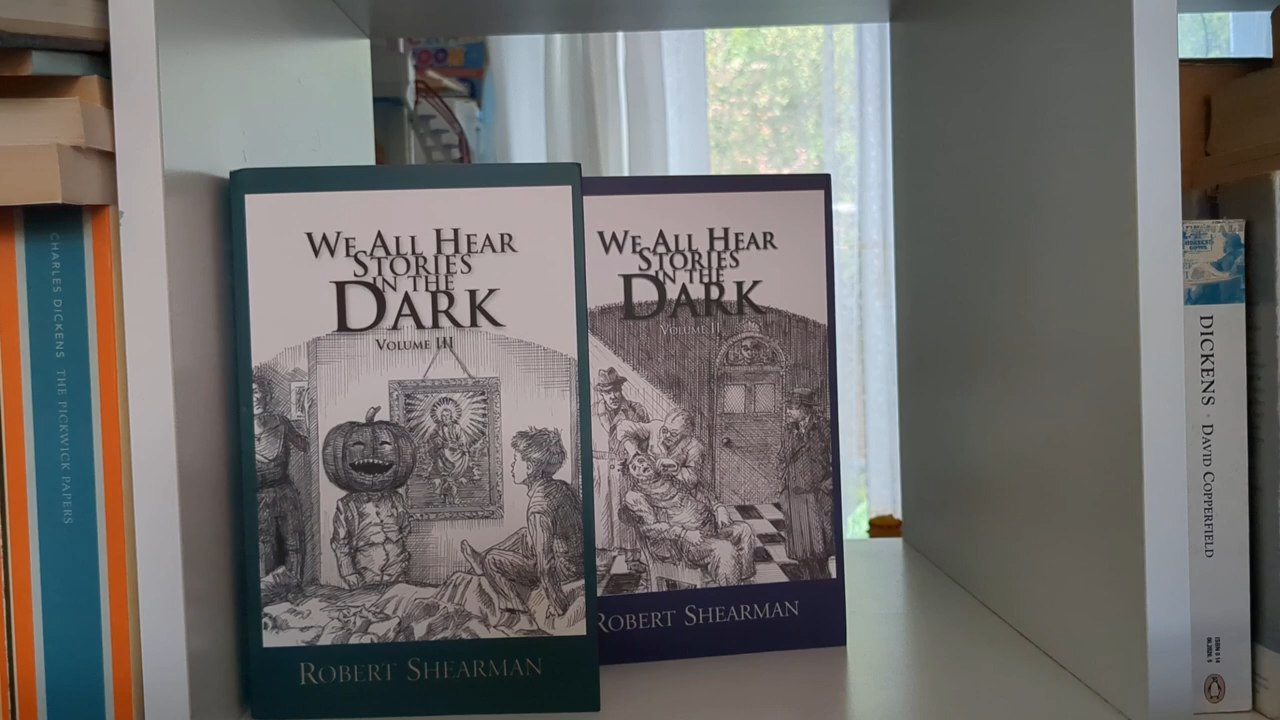 CHARLES DICKENS THE PICKWICK PAPERS
WE ALL HEAR
STORIES
IN THE
DARK
VOLUME III
ROBERT SHEARMAN
WE ALL HEAR
STORIES
IN THE
DARK
VOLUME II
ROBERT SHEARMAN
DICKENS · DAVID COPPERFIELD